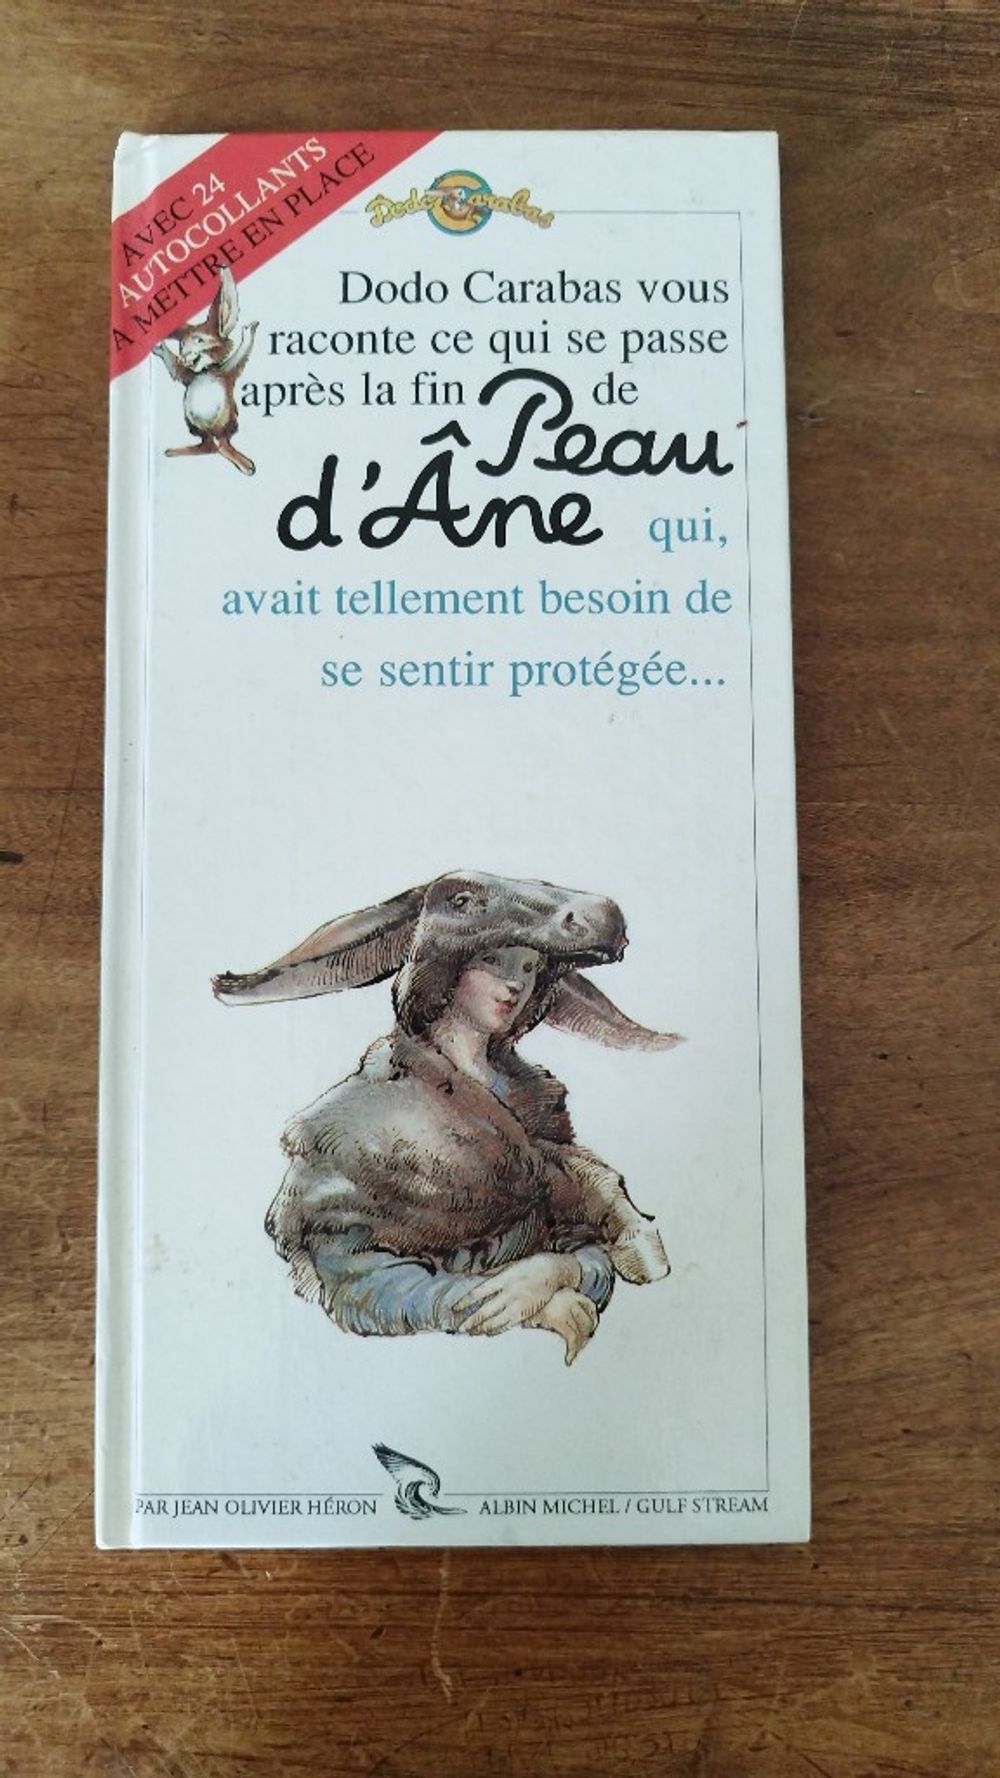 AVEC 24
AUTOCOLLANTS
A METTRE EN PLACE
Dodo Carabas
Dodo Carabas vous
raconte ce qui se passe
après la fin de
Peau
d'Âne qui,
avait tellement besoin de
se sentir protégée...
PAR JEAN OLIVIER HÉRON
ALBIN MICHEL / GULF STREAM